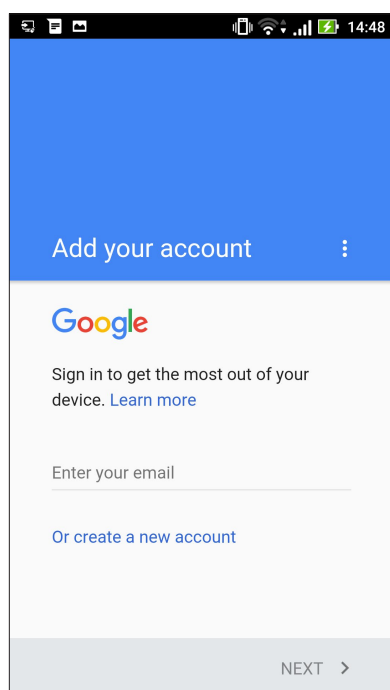 14:48
Add your account
Google
Sign in to get the most out of your
device. Learn more
Enter your email
Or create a new account
NEXT